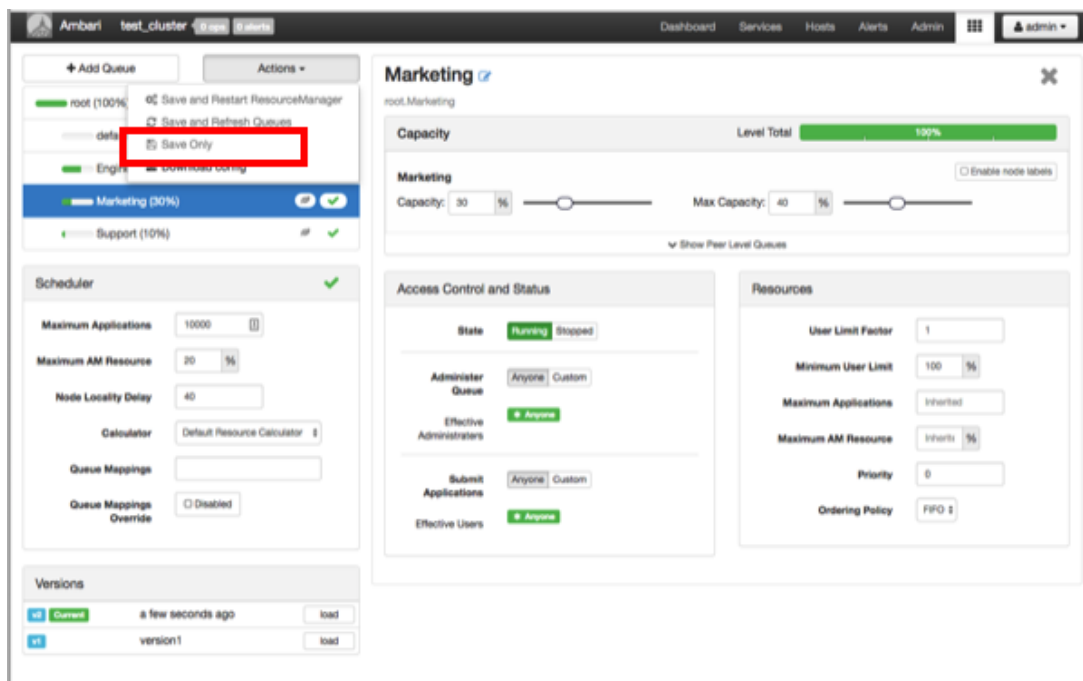 Ambari test_cluster 0 ops 0 alerts Dashboard Services Hosts Alerts Admin admin
+ Add Queue Actions
Save and Restart ResourceManager
Save and Refresh Queues
Save Only
Download config
root (100%
defa
Engin
Marketing (30%)
Support (10%)
Scheduler
Maximum Applications 10000
Maximum AM Resource 20 %
Node Locality Delay 40
Calculator Default Resource Calculator
Queue Mappings
Queue Mappings
Override
Disabled
Versions
v2 Current a few seconds ago load
v1 version1 load
Marketing
root.Marketing
Capacity Level Total 100%
Marketing Enable node labels
Capacity: 30 % Max Capacity: 40 %
Show Peer Level Queues
Access Control and Status
State Running Stopped
Administer
Queue
Anyone Custom
Effective
Administraters
Anyone
Submit
Applications
Anyone Custom
Effective Users Anyone
Resources
User Limit Factor 1
Minimum User Limit 100 %
Maximum Applications Inherited
Maximum AM Resource Inherite %
Priority 0
Ordering Policy FIFO